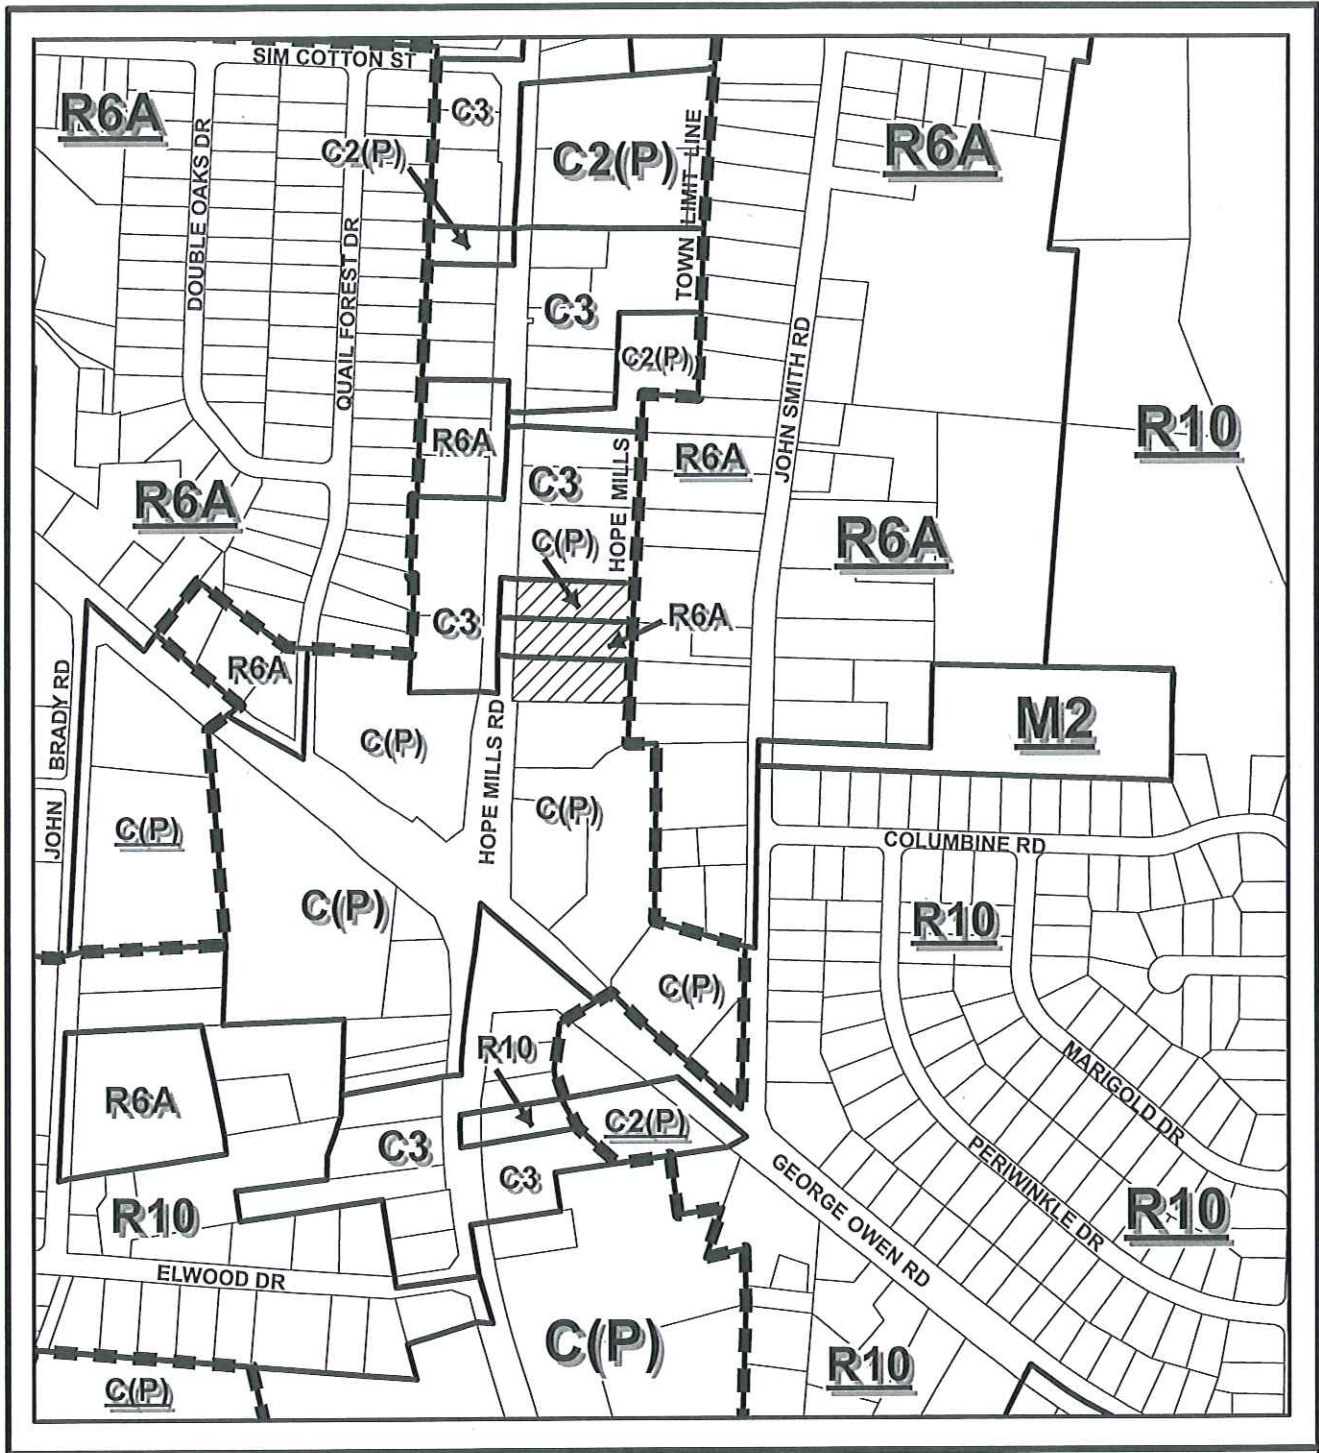 SIM COTTON ST
R6A
C3
C2(P)
C2(P)
R6A
DOUBLE OAKS DR
QUAIL FOREST DR
TOWN LIMIT LINE
C3
C2(P)
JOHN SMITH RD
R10
R6A
R6A
C3
R6A
HOPE MILLS
R6A
C(P)
R6A
C3
R6A
JOHN BRADY RD
C(P)
HOPE MILLS RD
M2
C(P)
C(P)
COLUMBINE RD
C(P)
R10
C(P)
R10
MARIGOLD DR
R6A
C2(P)
C3
C3
PERIWINKLE DR
GEORGE OWEN RD
R10
R10
ELWOOD DR
C(P)
R10
C(P)